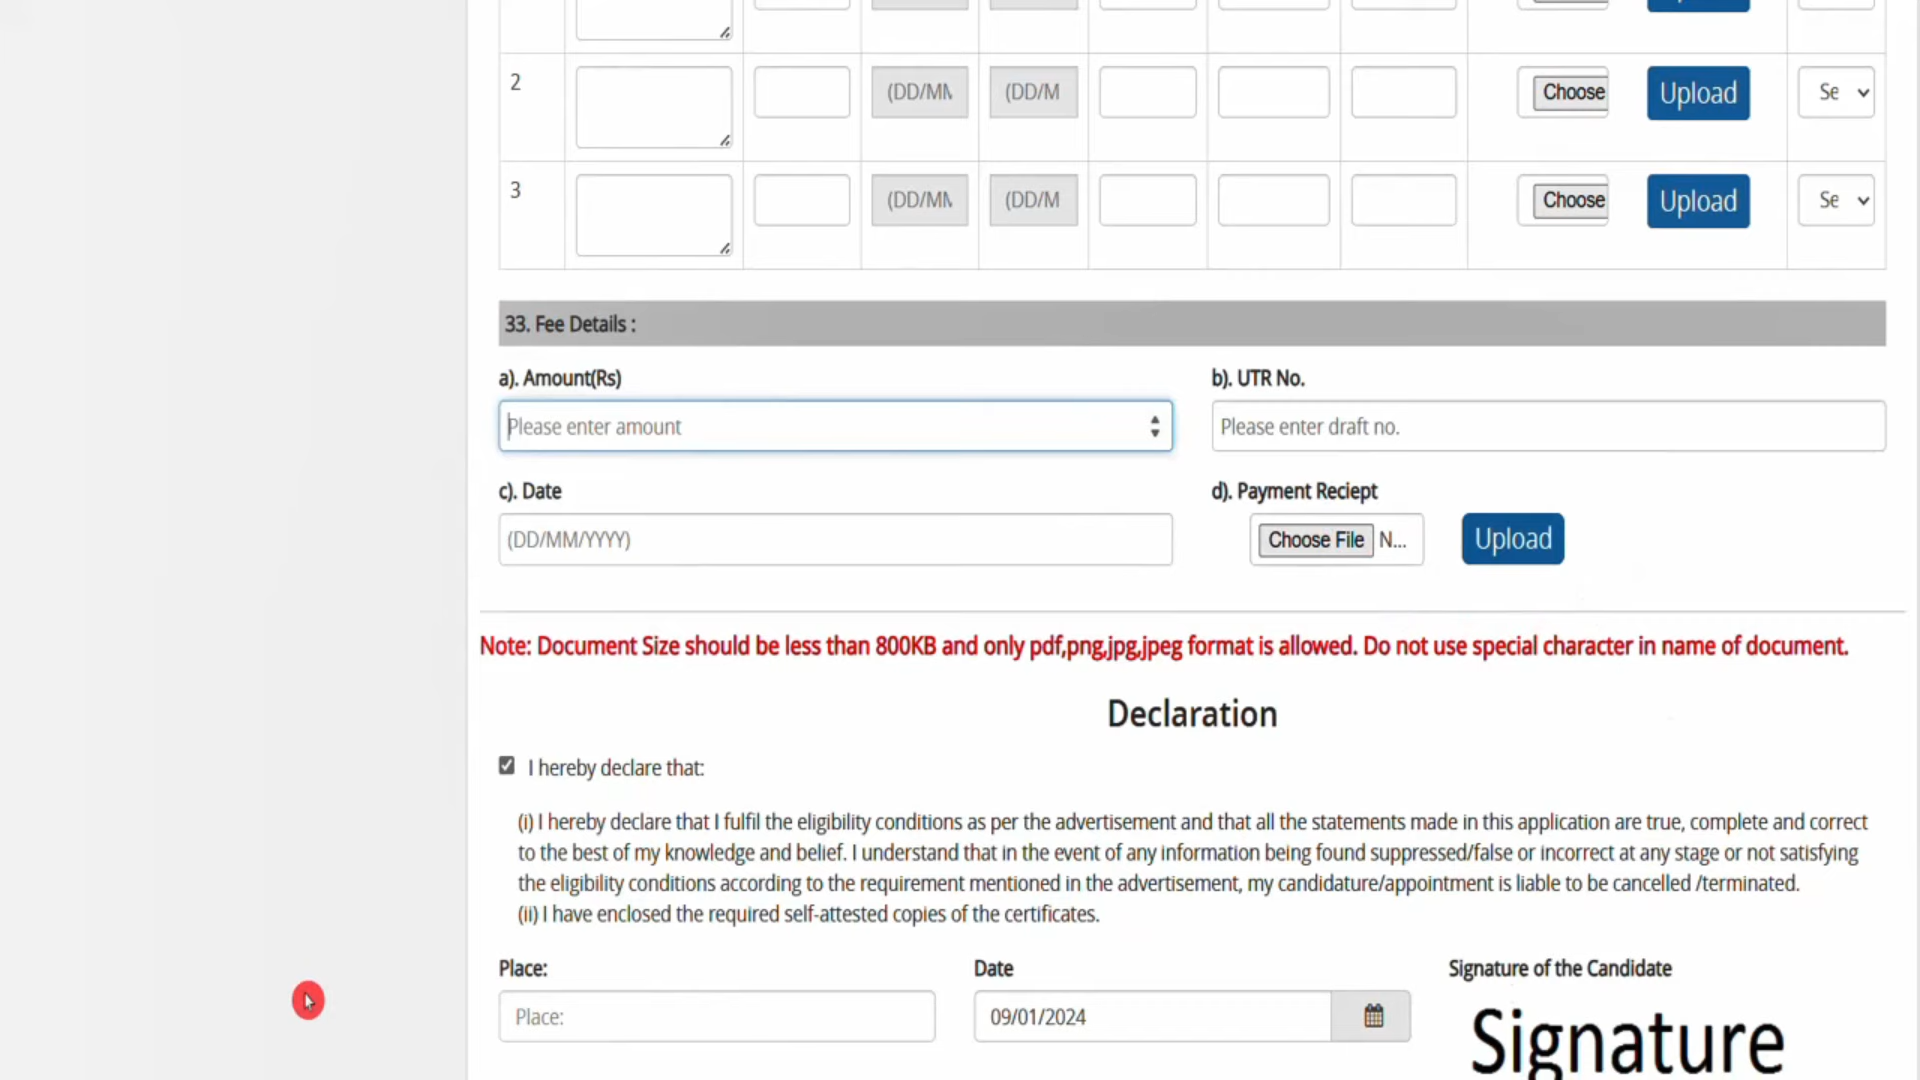 2
(DD/MM
(DD/M
Choose
Upload
Se
3
(DD/MM
(DD/M
Choose
Upload
Se
33. Fee Details :
a). Amount(Rs)
b). UTR No.
Please enter amount
Please enter draft no.
c). Date
d). Payment Reciept
(DD/MM/YYYY)
Choose File N...
Upload
Note: Document Size should be less than 800KB and only pdf,png,jpg,jpeg format is allowed. Do not use special character in name of document.
Declaration
I hereby declare that:
(i) I hereby declare that I fulfil the eligibility conditions as per the advertisement and that all the statements made in this application are true, complete and correct
to the best of my knowledge and belief. I understand that in the event of any information being found suppressed/false or incorrect at any stage or not satisfying
the eligibility conditions according to the requirement mentioned in the advertisement, my candidature/appointment is liable to be cancelled /terminated.
(ii) I have enclosed the required self-attested copies of the certificates.
Place:
Date
Signature of the Candidate
Place:
09/01/2024
Signature